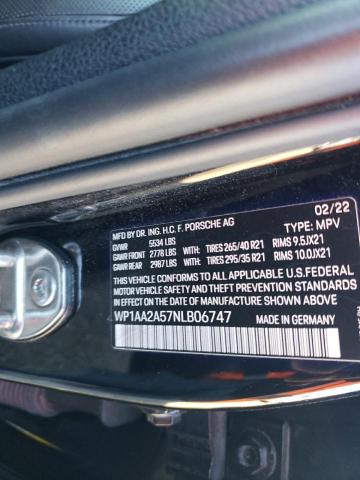 MFD BY DR. ING. H.C. F. PORSCHE AG 02/22
GVWR 5534 LBS TYPE: MPV
GAWR FRONT 2778 LBS WITH: TIRES 265/40 R21 RIMS 9.5JX21
GAWR REAR 2987 LBS WITH: TIRES 295/35 R21 RIMS 10.0JX21
THIS VEHICLE CONFORMS TO ALL APPLICABLE U.S.FEDERAL
MOTOR VEHICLE SAFETY AND THEFT PREVENTION STANDARDS
IN EFFECT ON THE DATE OF MANUFACTURE SHOWN ABOVE.
WP1AA2A57NLB06747 MADE IN GERMANY